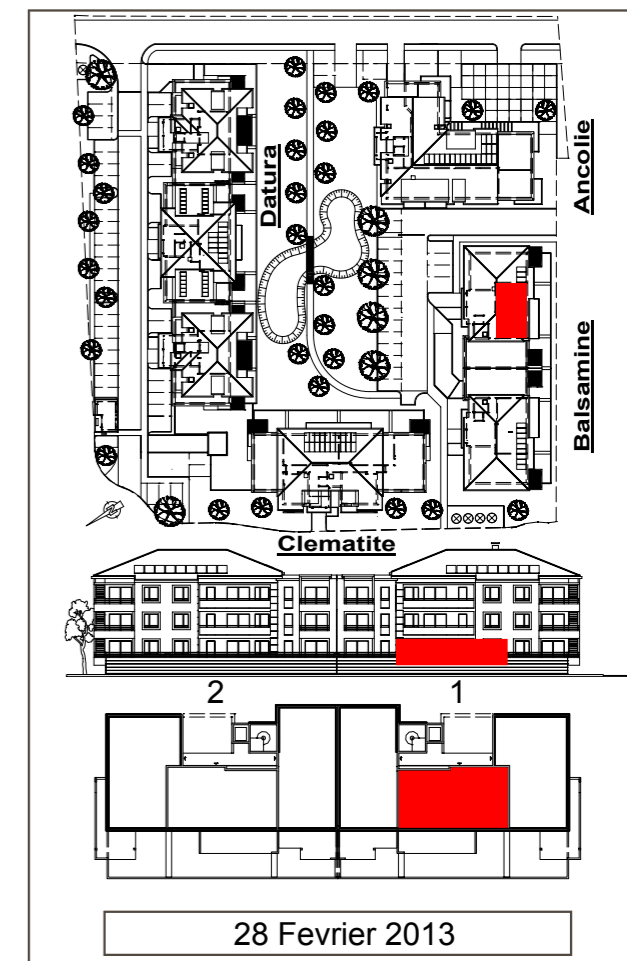 Datura
Ancolie
Balsamine
Clematite
2 1
28 Fevrier 2013